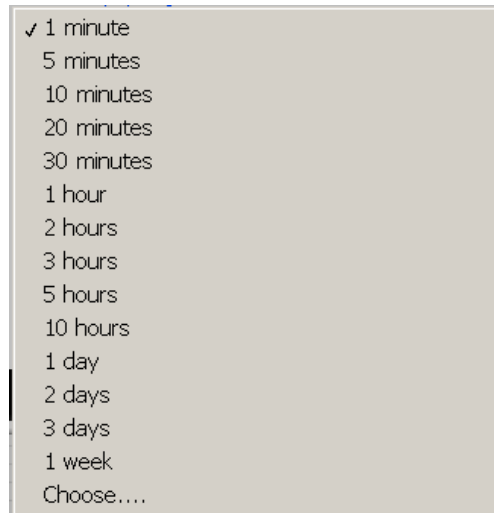 ✓ 1 minute
5 minutes
10 minutes
20 minutes
30 minutes
1 hour
2 hours
3 hours
5 hours
10 hours
1 day
2 days
3 days
1 week
Choose....